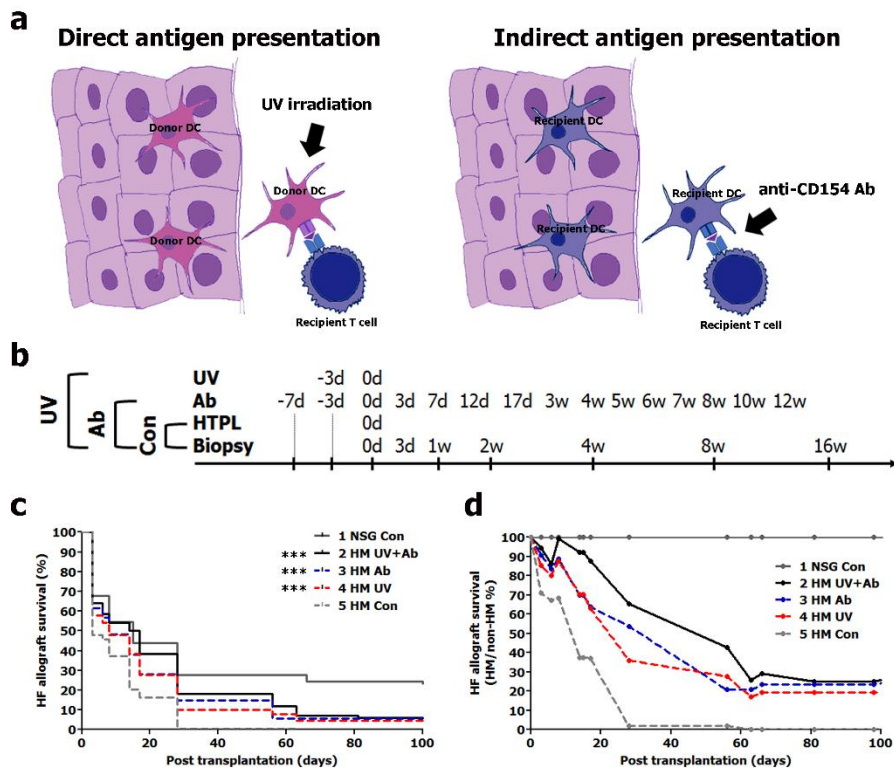 a
Direct antigen presentation
Indirect antigen presentation
UV irradiation
Donor DC
Donor DC
Donor DC
Recipient T cell
Recipient DC
anti-CD154 Ab
Recipient DC
Recipient DC
Recipient T cell
b
UV
Ab
Con
UV -3d 0d
Ab -7d -3d 0d 3d 7d 12d 17d 3w 4w 5w 6w 7w 8w 10w 12w
HTPL 0d
Biopsy 0d 3d 1w 2w 4w 8w 16w
c
HF allograft survival (%)
100
90
80
70
60
50
40
30
20
10
0
1 NSG Con
*** 2 HM UV+Ab
*** 3 HM Ab
*** 4 HM UV
5 HM Con
0 20 40 60 80 100
Post transplantation (days)
d
HF allograft survival
(HM/non-HM %)
100
90
80
70
60
50
40
30
20
10
0
1 NSG Con
2 HM UV+Ab
3 HM Ab
4 HM UV
5 HM Con
0 20 40 60 80 100
Post transplantation (days)